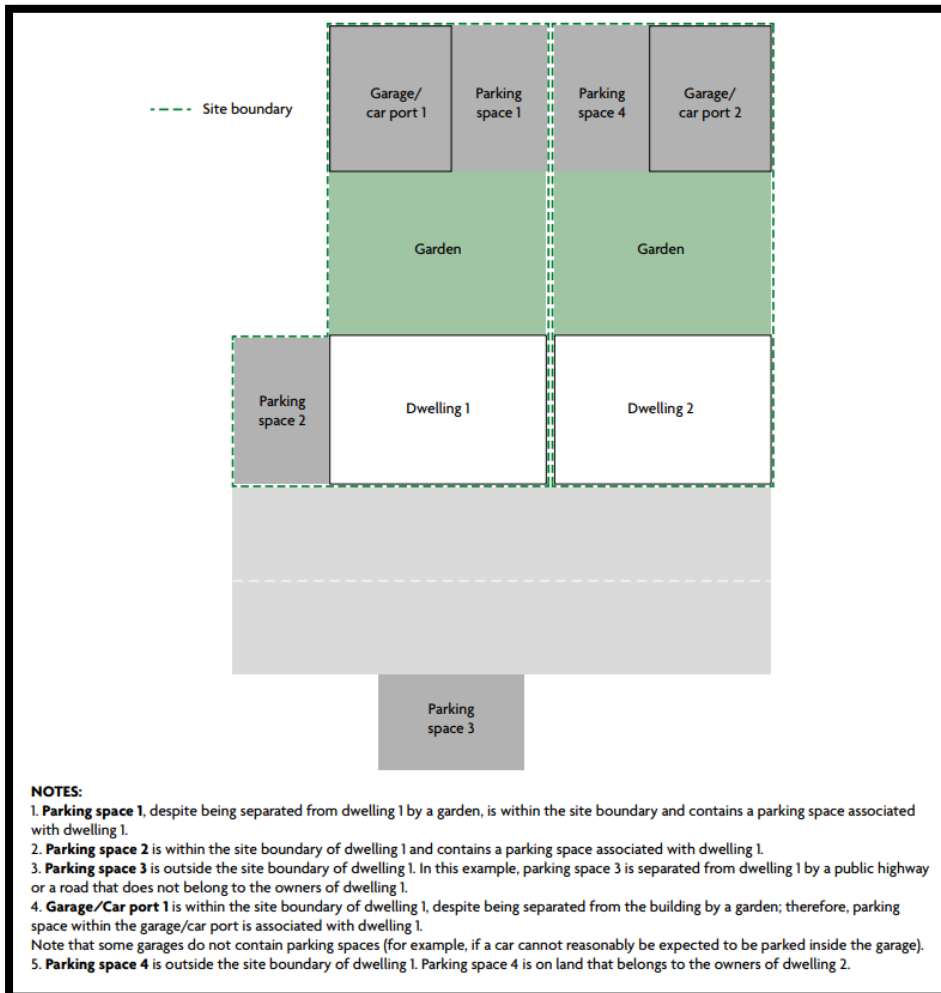 Site boundary
Garage/
car port 1
Parking
space 1
Parking
space 4
Garage/
car port 2
Garden
Garden
Parking
space 2
Dwelling 1
Dwelling 2
Parking
space 3
NOTES:
1. Parking space 1, despite being separated from dwelling 1 by a garden, is within the site boundary and contains a parking space associated
with dwelling 1.
2. Parking space 2 is within the site boundary of dwelling 1 and contains a parking space associated with dwelling 1.
3. Parking space 3 is outside the site boundary of dwelling 1. In this example, parking space 3 is separated from dwelling 1 by a public highway
or a road that does not belong to the owners of dwelling 1.
4. Garage/Car port 1 is within the site boundary of dwelling 1, despite being separated from the building by a garden; therefore, parking
space within the garage/car port is associated with dwelling 1.
Note that some garages do not contain parking spaces (for example, if a car cannot reasonably be expected to be parked inside the garage).
5. Parking space 4 is outside the site boundary of dwelling 1. Parking space 4 is on land that belongs to the owners of dwelling 2.